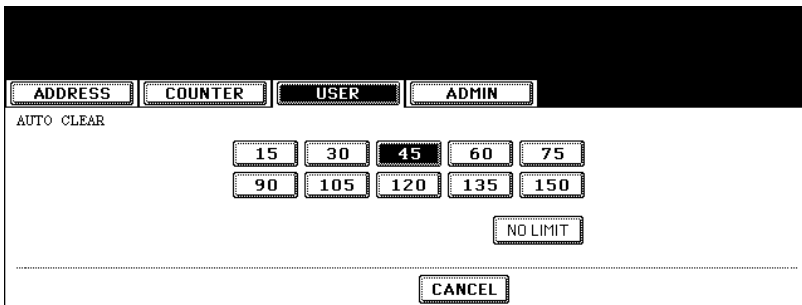 ADDRESS COUNTER USER ADMIN
AUTO CLEAR
15 30 45 60 75
90 105 120 135 150
NO LIMIT
CANCEL